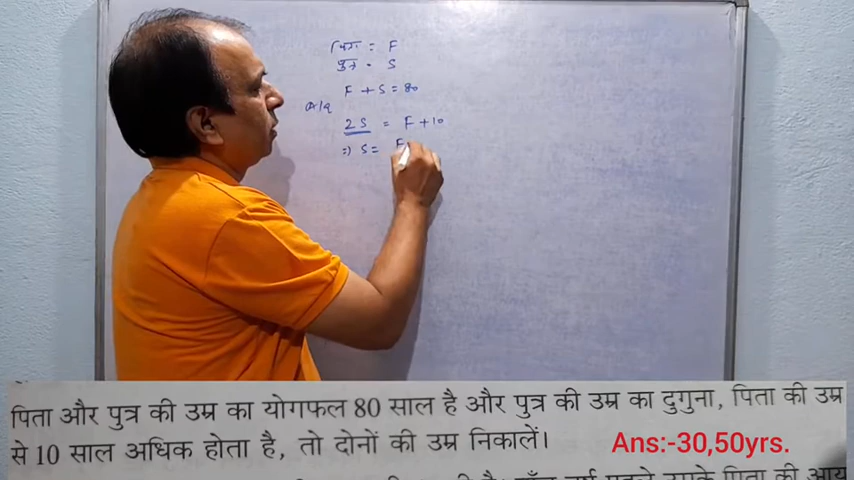 पिता = F
पुत्र = S
F + S = 80
A/q
2S = F + 10
=) S = F
पिता और पुत्र की उम्र का योगफल 80 साल है और पुत्र की उम्र का दुगुना, पिता की उम्र
से 10 साल अधिक होता है, तो दोनों की उम्र निकालें।
Ans:-30,50yrs.